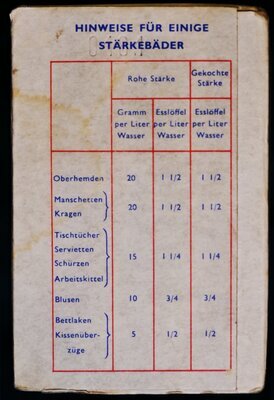 HINWEISE FÜR EINIGE
STÄRKEBÄDER
Rohe Stärke
Gekochte
Stärke
Gramm
per Liter
Wasser
Esslöffel
per Liter
Wasser
Esslöffel
per Liter
Wasser
Oberhemden 20 1 1/2 1 1/2
Manschetten
Kragen
20 1 1/2 1 1/2
Tischtücher
Servietten
Schürzen
Arbeitskittel
15 1 1/4 1 1/4
Blusen 10 3/4 3/4
Bettlaken
Kissenüber-
züge
5 1/2 1/2